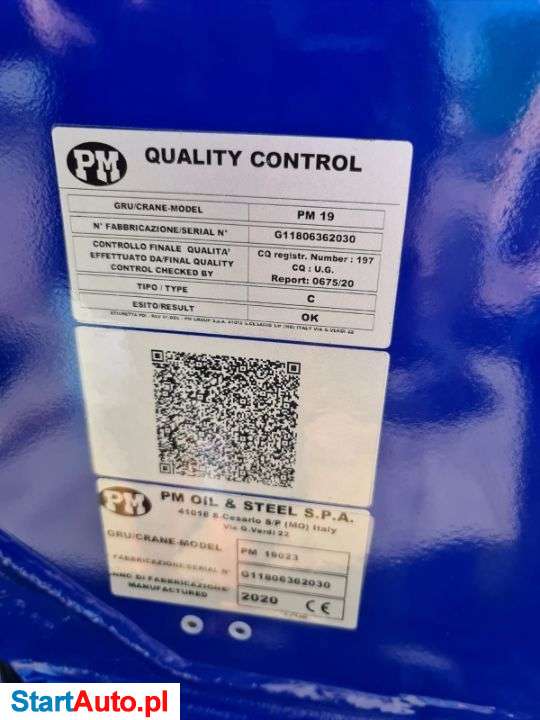 PM QUALITY CONTROL
GRU/CRANE-MODEL PM 19
N° FABBRICAZIONE/SERIAL N° G11806362030
CONTROLLO FINALE QUALITA'
EFFETTUATO DA/FINAL QUALITY
CONTROL CHECKED BY
CQ registr. Number : 197
CQ : U.G.
Report: 0675/20
TIPO / TYPE C
ESITO/RESULT OK
PM PM OIL & STEEL S.P.A.
41018 S.Cesario S/P (MO) Italy
Via G.Verdi 22
GRU/CRANE-MODEL PM 19023
FABBRICAZIONE/SERIAL N° G11806362030
ANNO DI FABBRICAZIONE
MANUFACTURED
2020 CE
StartAuto.pl